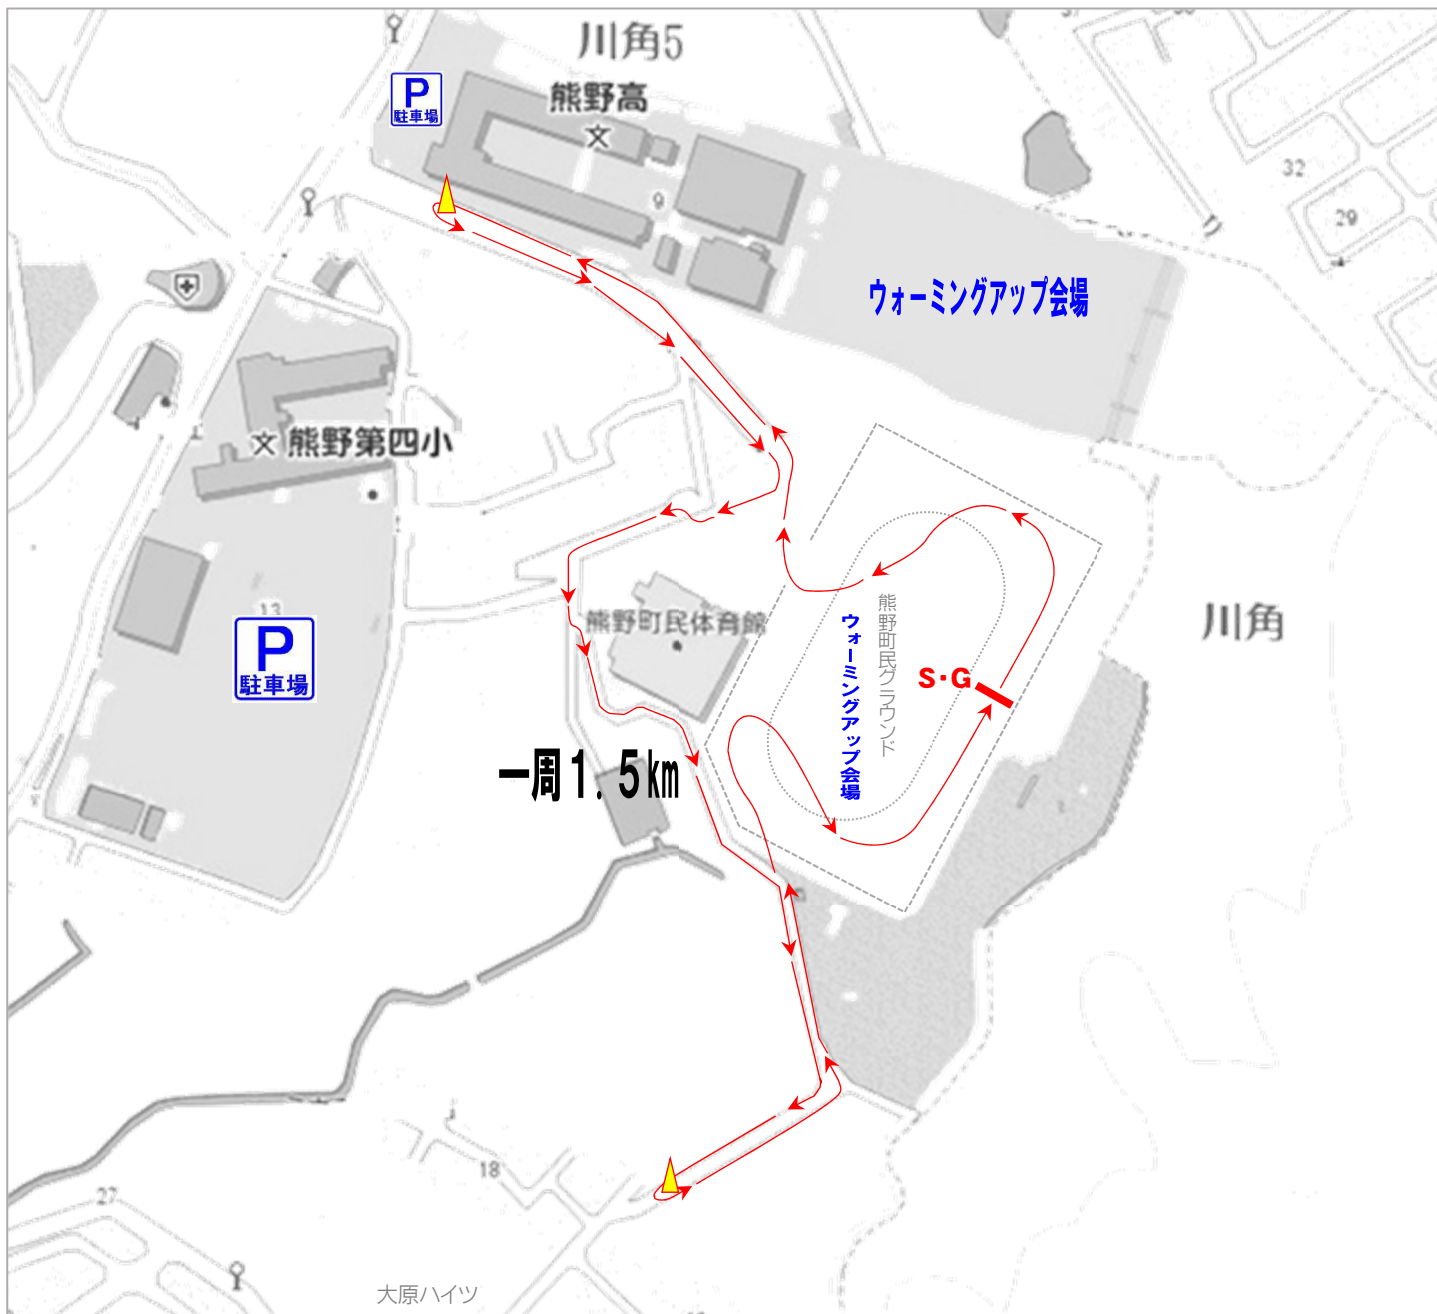 川角5
P
駐車場
熊野高
9
32
29
ウォーミングアップ会場
熊野第四小
13
P
駐車場
熊野町民体育館
熊野町民グラウンド
ウォーミングアップ会場
S・G
川角
一周1.5km
18
27
大原ハイツ